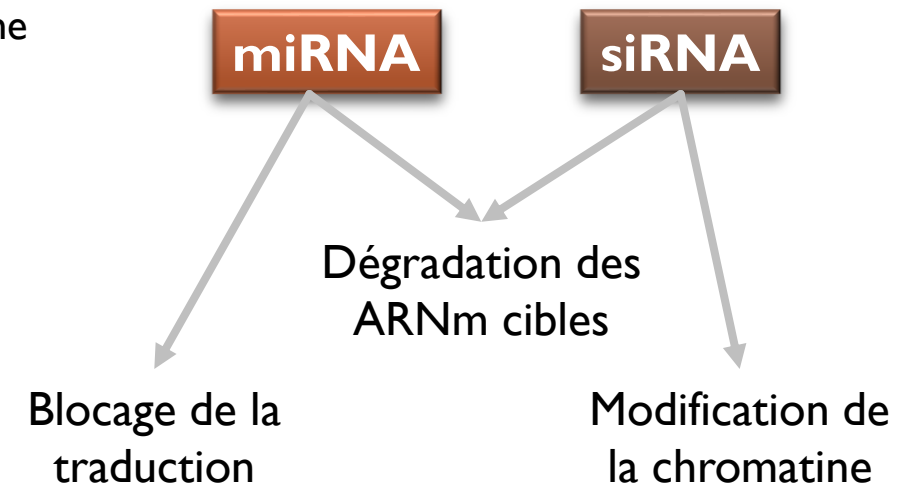 miRNA
siRNA
Dégradation des
ARNm cibles
Blocage de la
traduction
Modification de
la chromatine